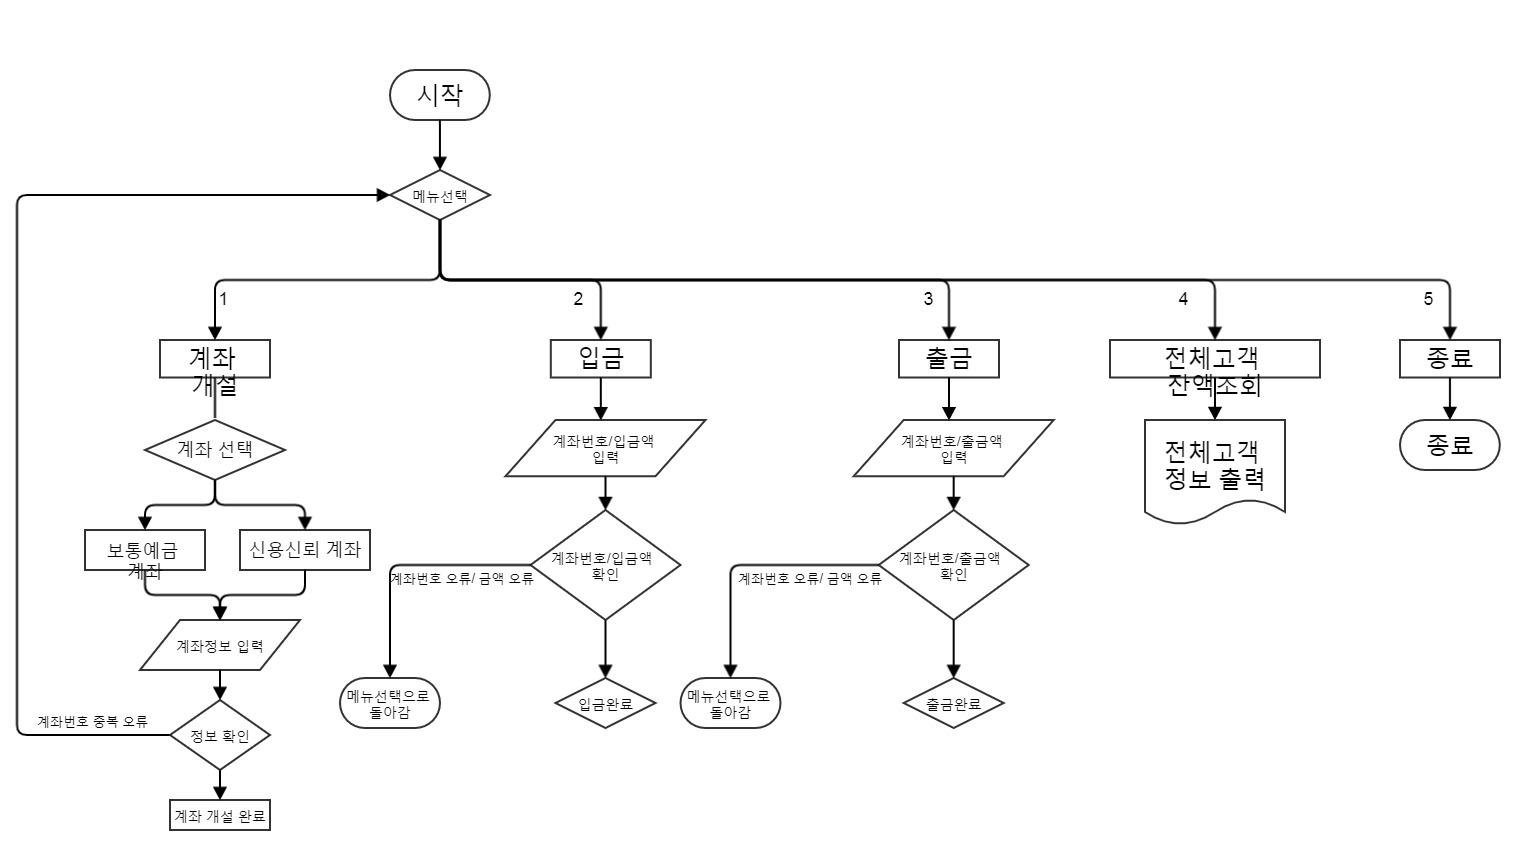 시작
메뉴선택
1
2
3
4
5
계좌
개설
입금
출금
전체고객
잔액조회
종료
계좌 선택
계좌번호/입금액
입력
계좌번호/출금액
입력
전체고객
정보 출력
종료
보통예금
계좌
신용신뢰 계좌
계좌번호/입금액
확인
계좌번호 오류/ 금액 오류
계좌번호/출금액
확인
계좌번호 오류/ 금액 오류
계좌정보 입력
메뉴선택으로
돌아감
입금완료
메뉴선택으로
돌아감
출금완료
계좌번호 중복 오류
정보 확인
계좌 개설 완료